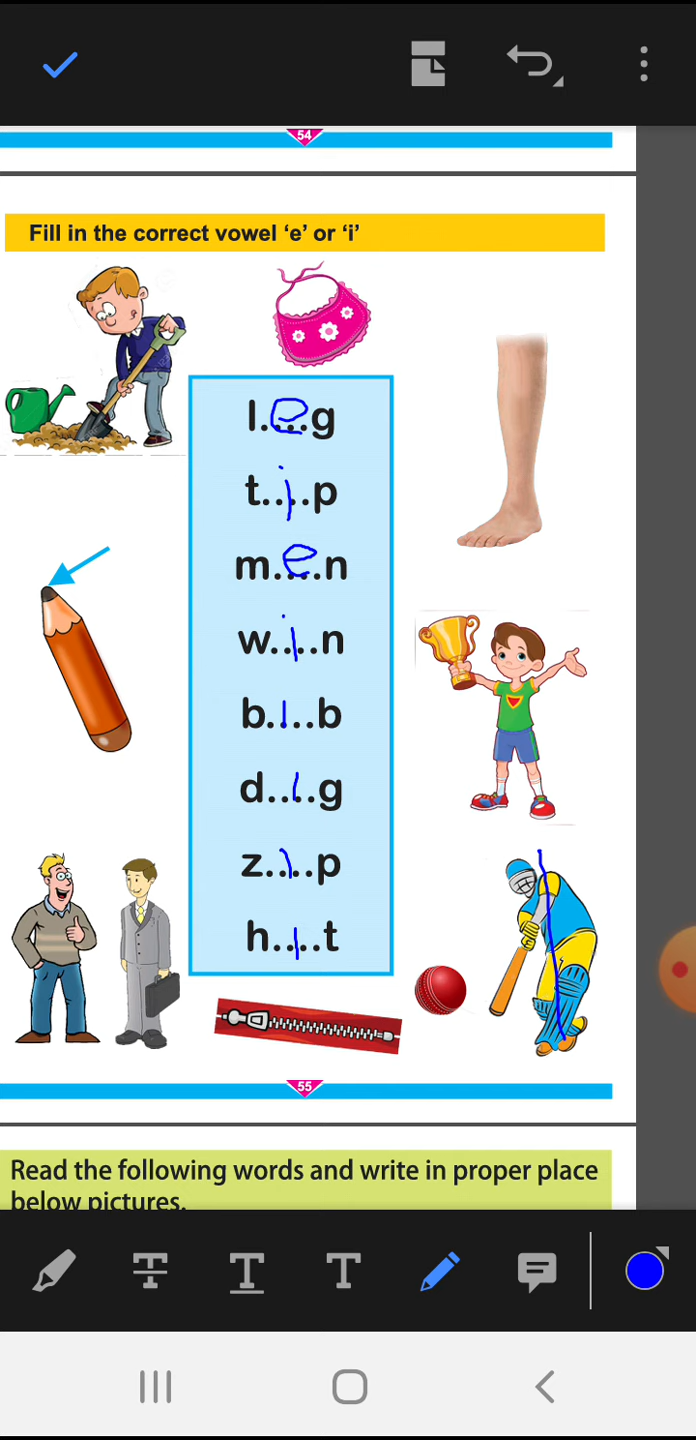 54
Fill in the correct vowel ‘e’ or ‘i’
l.e..g
t..i..p
m.e...n
w..i..n
b..i..b
d..i..g
z..i..p
h..i..t
55
Read the following words and write in proper place
below pictures.
T T T